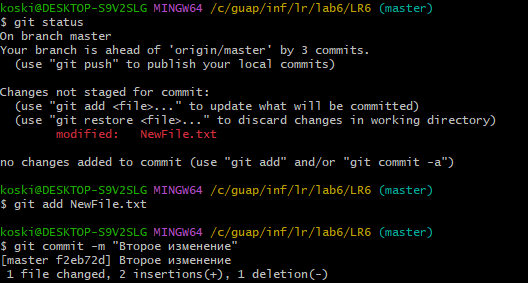 koski@DESKTOP-S9V2SLG MINGW64 /c/guap/inf/lr/lab6/LR6 (master)
$ git status
On branch master
Your branch is ahead of 'origin/master' by 3 commits.
  (use "git push" to publish your local commits)

Changes not staged for commit:
  (use "git add <file>..." to update what will be committed)
  (use "git restore <file>..." to discard changes in working directory)
        modified:   NewFile.txt

no changes added to commit (use "git add" and/or "git commit -a")

koski@DESKTOP-S9V2SLG MINGW64 /c/guap/inf/lr/lab6/LR6 (master)
$ git add NewFile.txt

koski@DESKTOP-S9V2SLG MINGW64 /c/guap/inf/lr/lab6/LR6 (master)
$ git commit -m "Второе изменение"
[master f2eb72d] Второе изменение
 1 file changed, 2 insertions(+), 1 deletion(-)